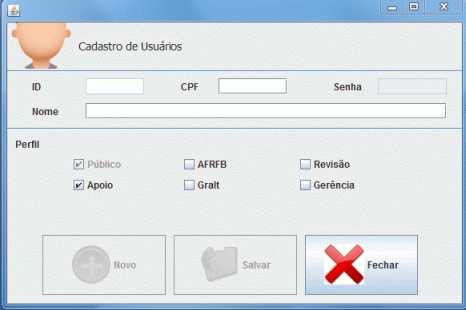 Cadastro de Usuários
ID CPF Senha
Nome
Perfil
Público AFRFB Revisão
Apoio Gralt Gerência
Novo Salvar Fechar